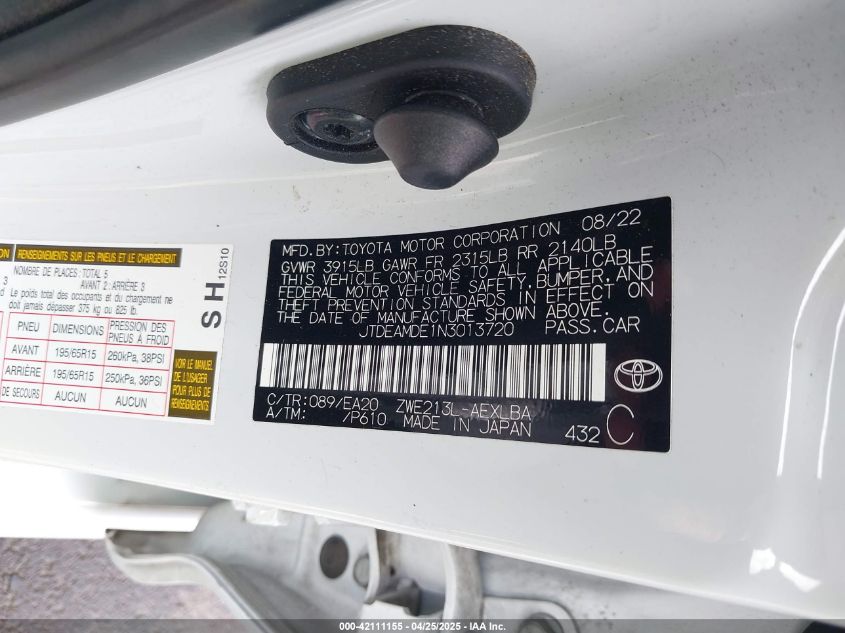 ON RENSEIGNEMENTS SUR LES PNEUS ET LE CHARGEMENT
NOMBRE DE PLACES: TOTAL 5
AVANT 2: ARRIÈRE 3
Le poids total des occupants et du chargement ne
doit jamais dépasser 375 kg ou 825 lb.
PNEU DIMENSIONS PRESSION DES PNEUS À FROID
AVANT 195/65R15 260kPa, 38PSI
ARRIÈRE 195/65R15 250kPa, 36PSI
DE SECOURS AUCUN AUCUN
VOIR LE MANUEL
DE L'USAGER
POUR PLUS DE
RENSEIGNEMENTS
SH 12S10
MFD. BY: TOYOTA MOTOR CORPORATION 08/22
GVWR 3915LB GAWR FR 2315LB RR 2140LB
THIS VEHICLE CONFORMS TO ALL APPLICABLE
FEDERAL MOTOR VEHICLE SAFETY, BUMPER, AND
THEFT PREVENTION STANDARDS IN EFFECT ON
THE DATE OF MANUFACTURE SHOWN ABOVE.
JTDEAMDE1N3013720 PASS. CAR
C/TR: 089/EA20 ZWE213L-AEXLBA
A/TM: /P610 MADE IN JAPAN 432 C
000-42111155 - 04/25/2025 - IAA Inc.